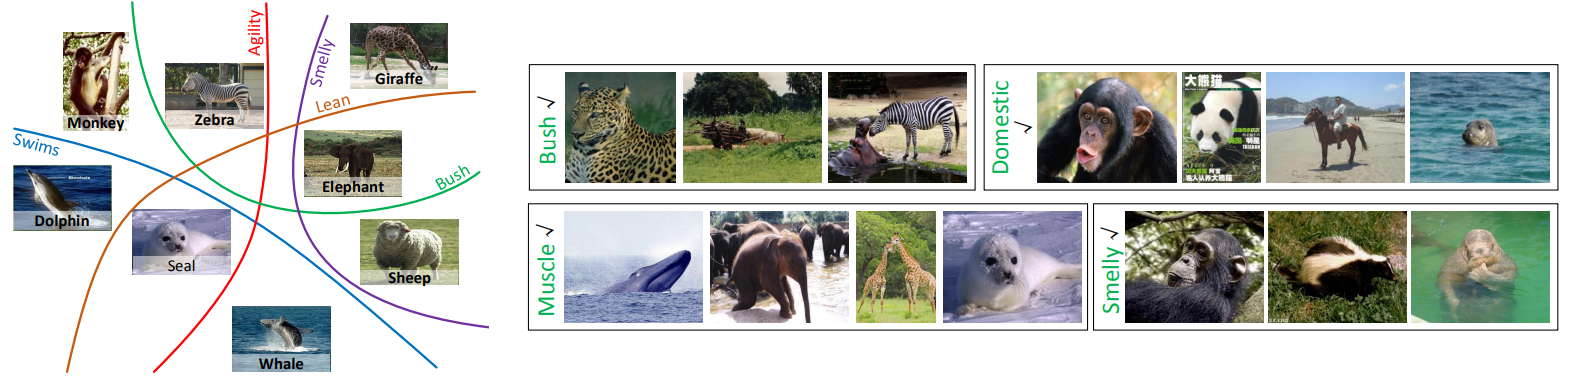 Monkey
Zebra
Agility
Smelly
Giraffe
Lean
Swims
Dolphin
Elephant
Bush
Seal
Sheep
Whale
Bush √
Domestic √
大熊猫
Muscle √
Smelly √